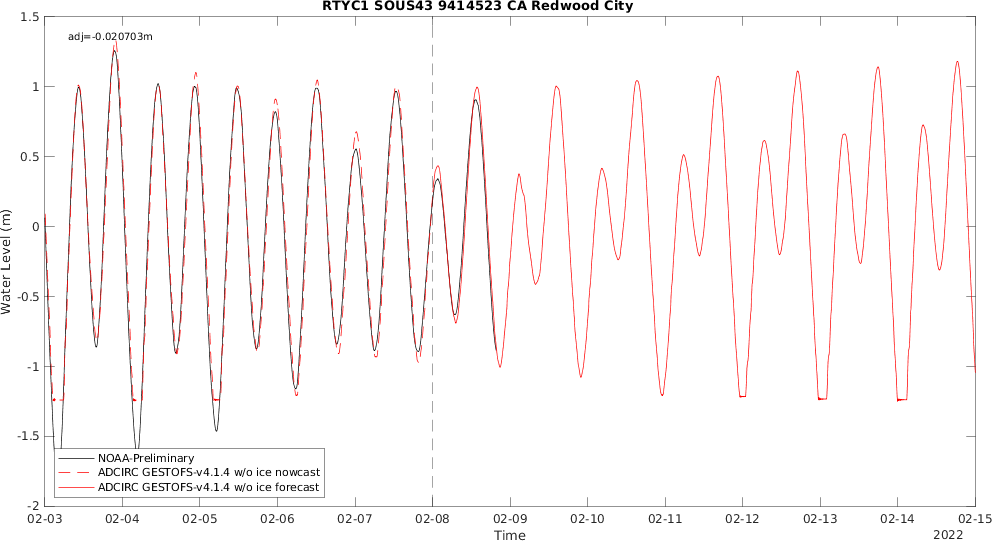 RTYC1 SOUS43 9414523 CA Redwood City
adj=-0.020703m
1.5
1
0.5
0
-0.5
-1
-1.5
-2
Water Level (m)
NOAA-Preliminary
ADCIRC GESTOFS-v4.1.4 w/o ice nowcast
ADCIRC GESTOFS-v4.1.4 w/o ice forecast
02-03 02-04 02-05 02-06 02-07 02-08 02-09 02-10 02-11 02-12 02-13 02-14 02-15
Time
2022